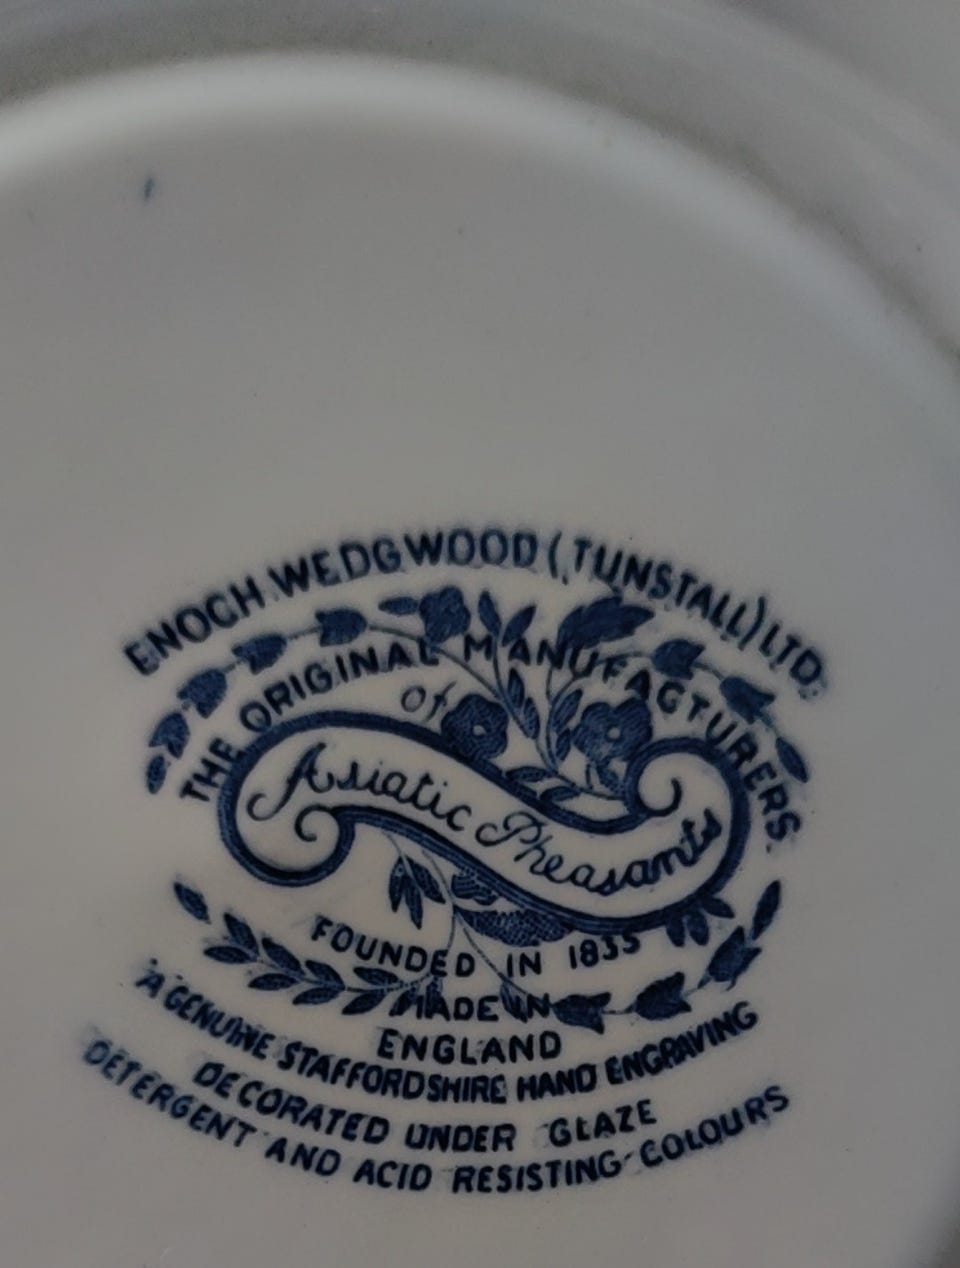 ENOCH WEDGWOOD (TUNSTALL) LTD.
THE ORIGINAL MANUFACTURERS.
of
Asiatic Pheasants
FOUNDED IN 1835
MADE IN
ENGLAND
"A GENUINE STAFFORDSHIRE HAND ENGRAVING
DECORATED UNDER GLAZE
DETERGENT AND ACID RESISTING COLOURS